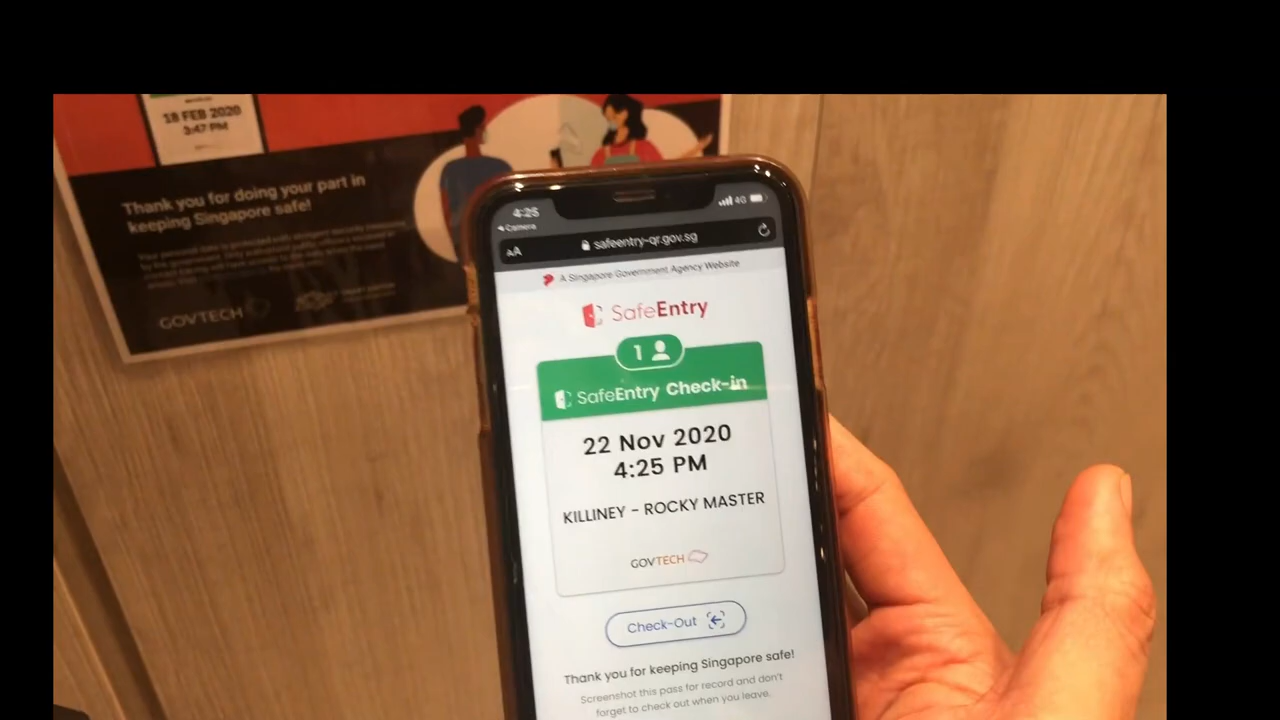 18 FEB 2020
3:47 PM
Thank you for doing your part in
keeping Singapore safe!
GOVTECH
4:25
4G
Camera
AA
safeentry-qr.gov.sg
A Singapore Government Agency Website
SafeEntry
1
SafeEntry Check-in
22 Nov 2020
4:25 PM
KILLINEY - ROCKY MASTER
GOVTECH
Check-Out
Thank you for keeping Singapore safe!
Screenshot this pass for record and don't
forget to check out when you leave.